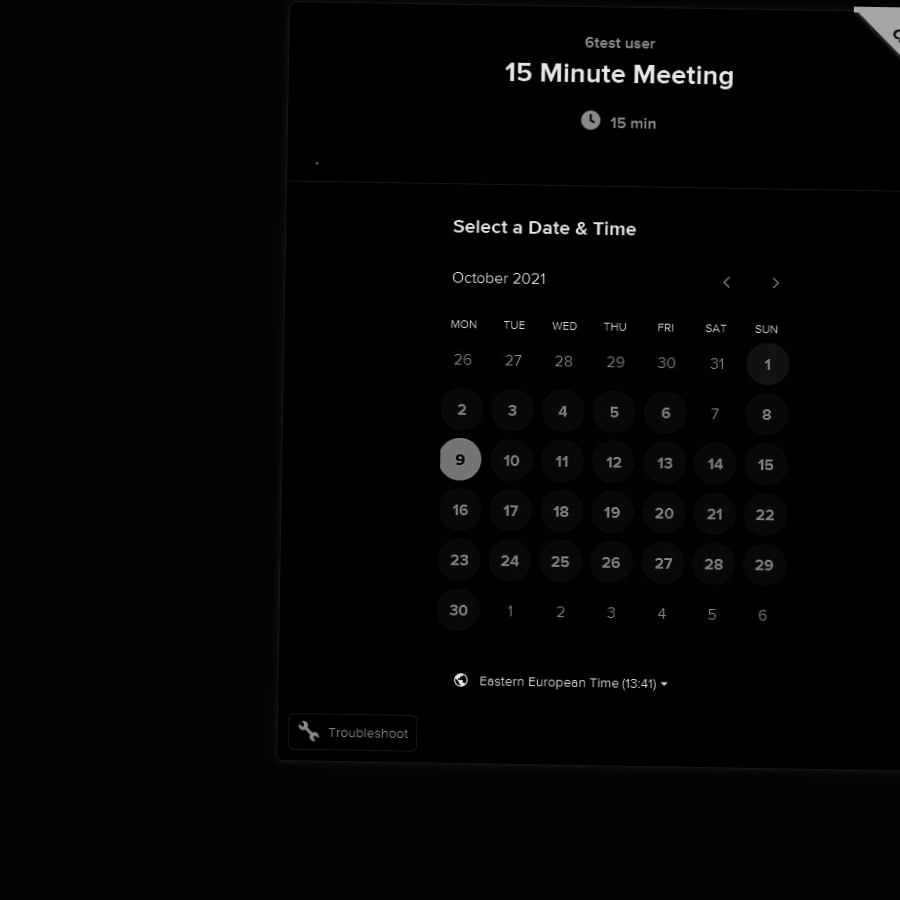 6test user
15 Minute Meeting
15 min
Select a Date & Time
October 2021
MON TUE WED THU FRI SAT SUN
26 27 28 29 30 31 1
2 3 4 5 6 7 8
9 10 11 12 13 14 15
16 17 18 19 20 21 22
23 24 25 26 27 28 29
30 1 2 3 4 5 6
Eastern European Time (13:41)
Troubleshoot